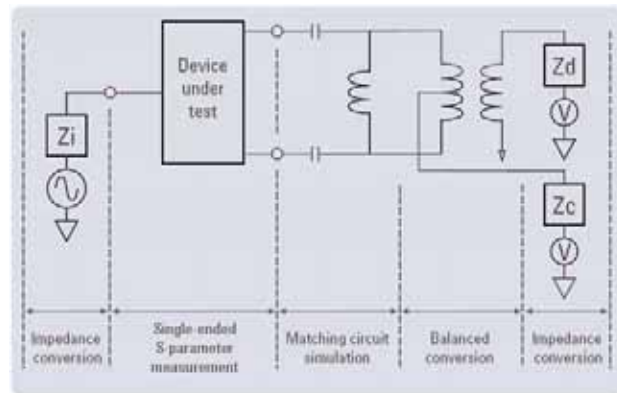 Device
under
test
Zi
Zd
V
Zc
V
Impedance
conversion
Single-ended
S-parameter
measurement
Matching circuit
simulation
Balanced
conversion
Impedance
conversion